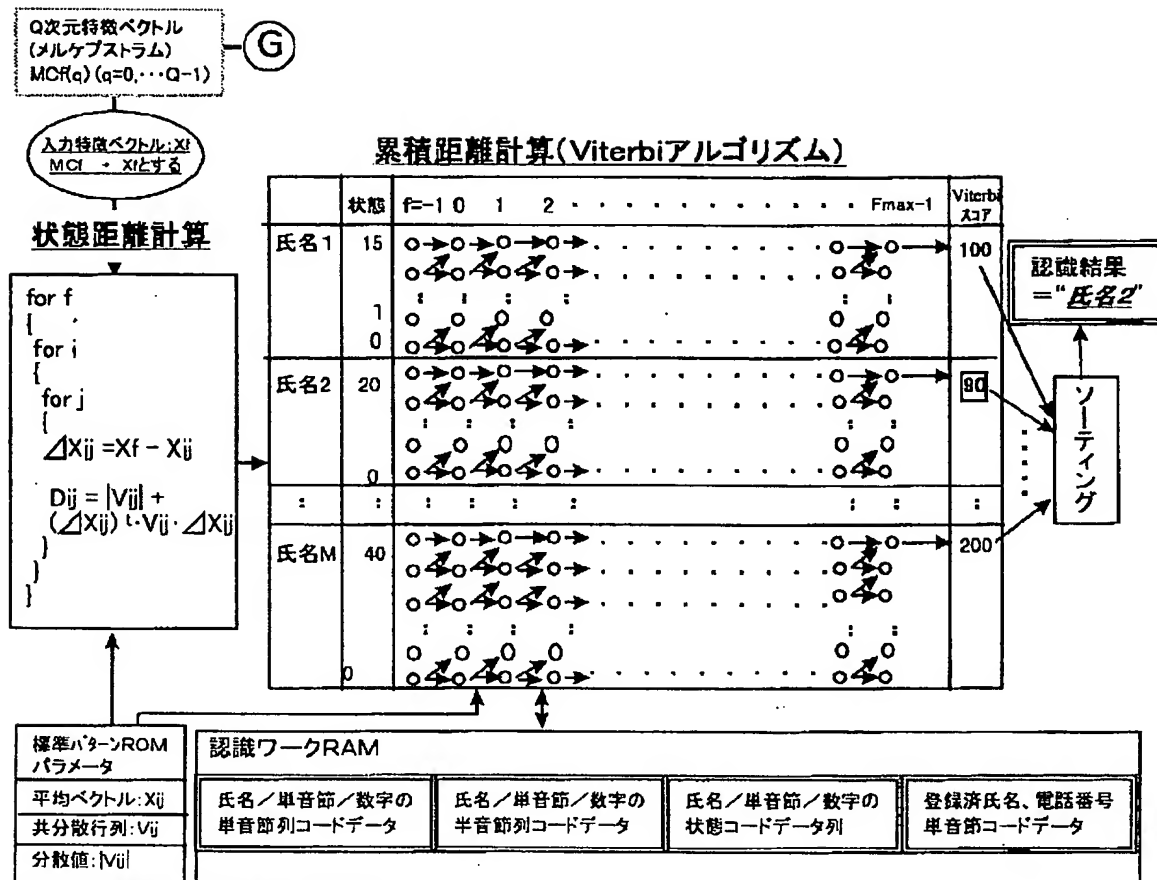 Q次元特徴ベクトル
(メルケプストラム)
MCf(q) (q=0,···Q-1)
G
入力特徴ベクトル:Xf
MCf → Xfとする
状態距離計算
for f
{
for i
{
for j
{
⊿Xij =Xf - Xij
Dij = |Vij| +
(⊿Xij) t·Vij·⊿Xij
}
}
}
累積距離計算(Viterbiアルゴリズム)
状態 f=-1 0 1 2 · · · · · · · · · · · · · Fmax-1 Viterbiスコア
氏名1 15 100
1
0
氏名2 20 90
0
氏名M 40 200
0
認識結果
=“氏名2”
ソーティング
標準パターンROM
パラメータ
平均ベクトル:Xij
共分散行列:Vij
分散値:|Vij|
認識ワークRAM
氏名/単音節/数字の
単音節列コードデータ
氏名/単音節/数字の
半音節列コードデータ
氏名/単音節/数字の
状態コードデータ列
登録済氏名、電話番号
単音節コードデータ